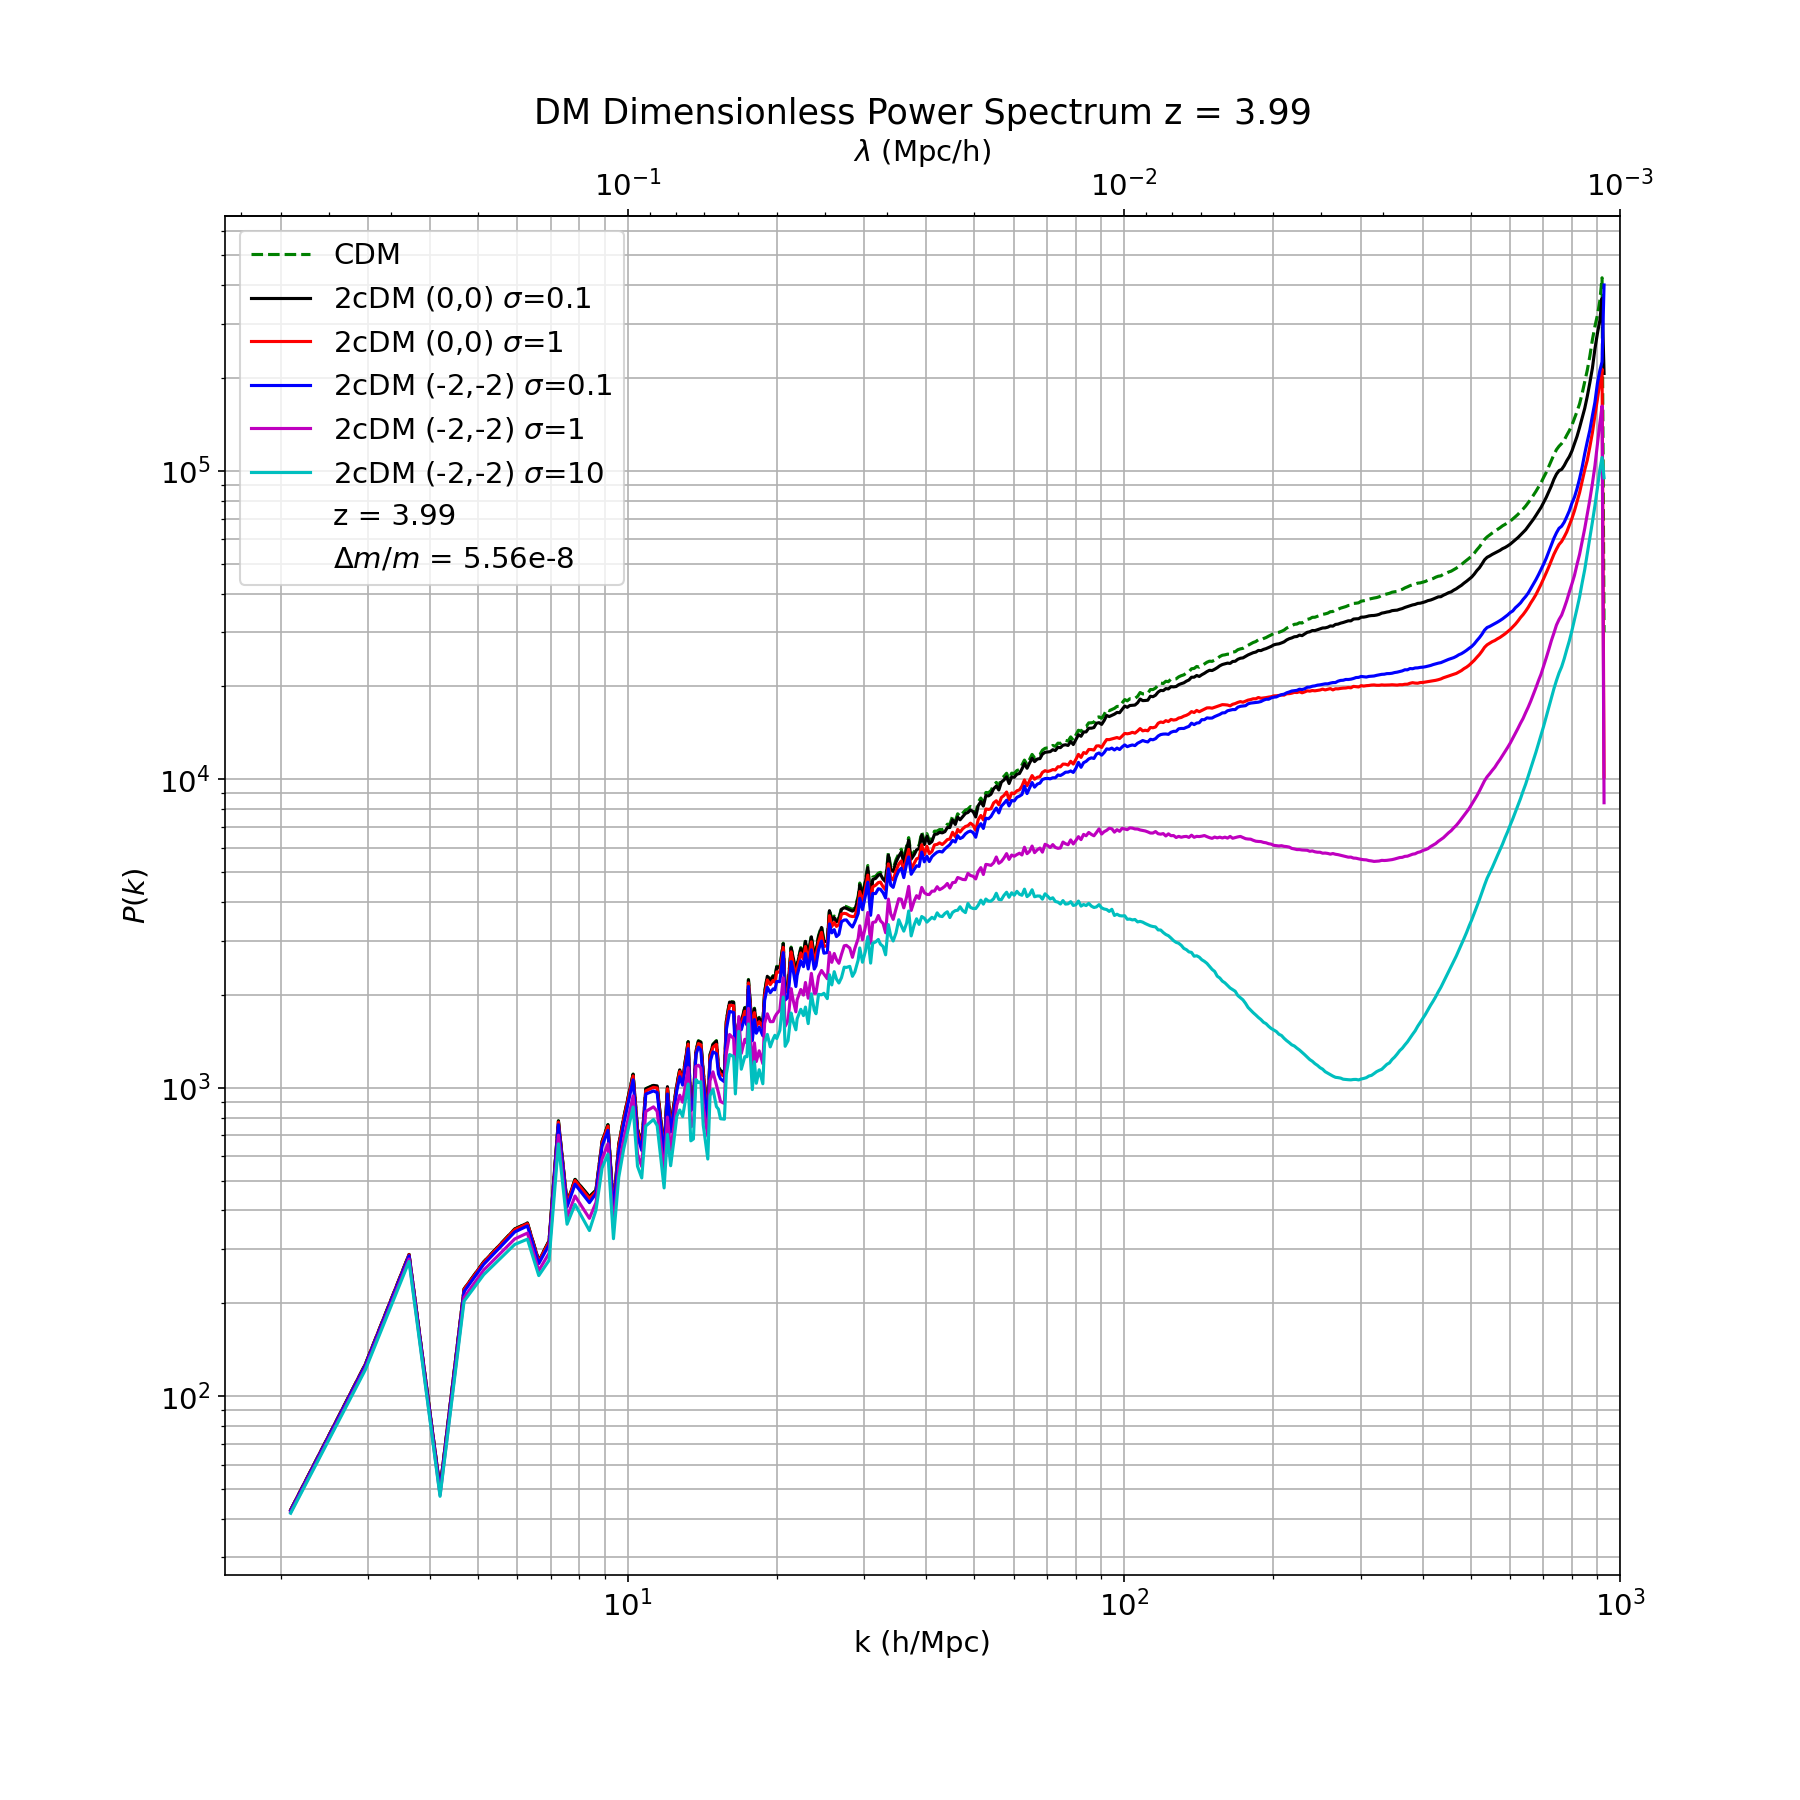 DM Dimensionless Power Spectrum z = 3.99
λ (Mpc/h)
10⁻¹ 10⁻² 10⁻³
CDM
2cDM (0,0) σ=0.1
2cDM (0,0) σ=1
2cDM (-2,-2) σ=0.1
2cDM (-2,-2) σ=1
2cDM (-2,-2) σ=10
z = 3.99
Δm/m = 5.56e-8
10⁵
10⁴
P(k)
10³
10²
10¹ 10² 10³
k (h/Mpc)